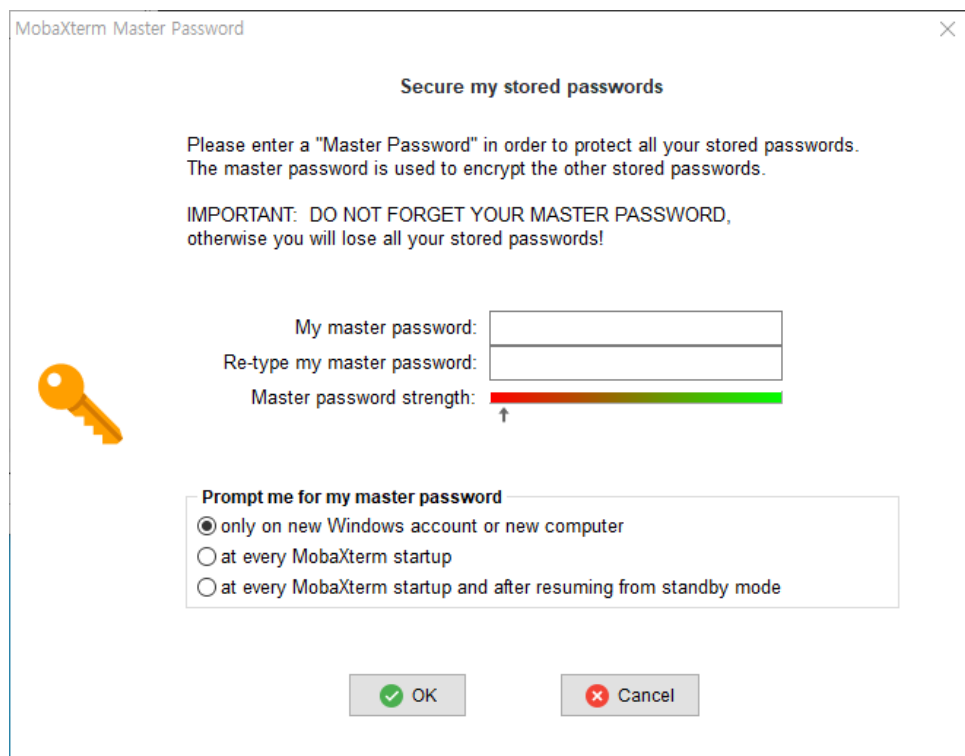 MobaXterm Master Password
Secure my stored passwords
Please enter a "Master Password" in order to protect all your stored passwords.
The master password is used to encrypt the other stored passwords.
IMPORTANT:  DO NOT FORGET YOUR MASTER PASSWORD,
otherwise you will lose all your stored passwords!
My master password:
Re-type my master password:
Master password strength:
Prompt me for my master password
only on new Windows account or new computer
at every MobaXterm startup
at every MobaXterm startup and after resuming from standby mode
OK
Cancel